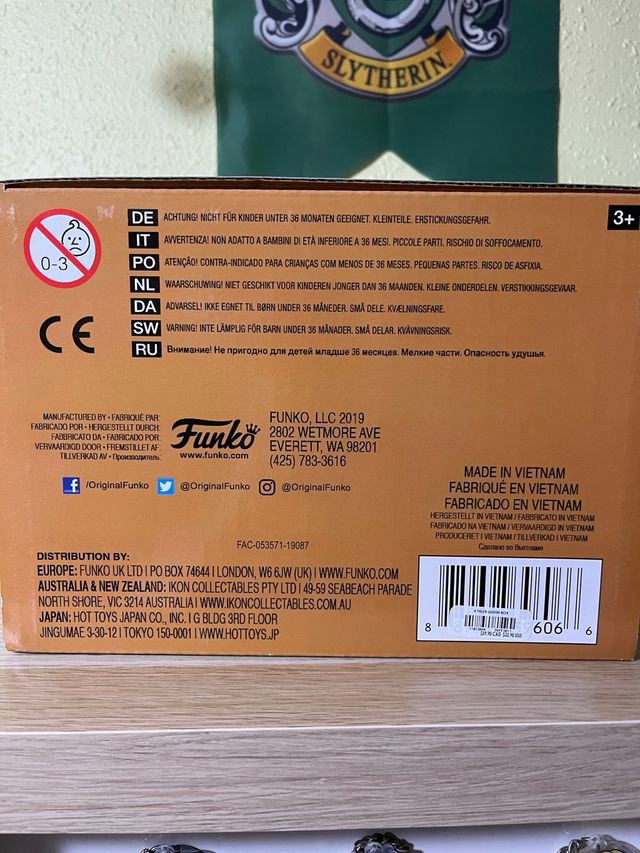 SLYTHERIN.
3+
0-3
DE ACHTUNG! NICHT FÜR KINDER UNTER 36 MONATEN GEEIGNET. KLEINTEILE. ERSTICKUNGSGEFAHR.
IT AVVERTENZA! NON ADATTO A BAMBINI DI ETÀ INFERIORE A 36 MESI. PICCOLE PARTI. RISCHIO DI SOFFOCAMENTO.
PO ATENÇÃO! CONTRA-INDICADO PARA CRIANÇAS COM MENOS DE 36 MESES. PEQUENAS PARTES. RISCO DE ASFIXIA.
NL WAARSCHUWING! NIET GESCHIKT VOOR KINDEREN JONGER DAN 36 MAANDEN. KLEINE ONDERDELEN. VERSTIKKINGSGEVAAR.
DA ADVARSEL! IKKE EGNET TIL BØRN UNDER 36 MÅNEDER. SMÅ DELE. KVÆLNINGSFARE.
SW VARNING! INTE LÄMPLIG FÖR BARN UNDER 36 MÅNADER. SMÅ DELAR. KVÄVNINGSRISK.
RU Внимание! Не пригодно для детей младше 36 месяцев. Мелкие части. Опасность удушья.
CE
MANUFACTURED BY • FABRIQUÉ PAR:
FABRICADO POR • HERGESTELLT DURCH:
FABBRICATO DA • FABRICADO POR:
VERVAARDIGD DOOR • FREMSTILLET AF:
TILLVERKAD AV • Производитель:
Funko
www.funko.com
FUNKO, LLC 2019
2802 WETMORE AVE
EVERETT, WA 98201
(425) 783-3616
/OriginalFunko @OriginalFunko @OriginalFunko
MADE IN VIETNAM
FABRIQUÉ EN VIETNAM
FABRICADO EN VIETNAM
HERGESTELLT IN VIETNAM / FABBRICATO IN VIETNAM
FABRICADO NA VIETNAM / VERVAARDIGD IN VIETNAM
PRODUCERET I VIETNAM / TILLVERKAD I VIETNAM
Сделано во Вьетнаме
FAC-053571-19087
DISTRIBUTION BY:
EUROPE: FUNKO UK LTD | PO BOX 74644 | LONDON, W6 6JW (UK) | WWW.FUNKO.COM
AUSTRALIA & NEW ZEALAND: IKON COLLECTABLES PTY LTD | 49-59 SEABEACH PARADE
NORTH SHORE, VIC 3214 AUSTRALIA | WWW.IKONCOLLECTABLES.COM.AU
JAPAN: HOT TOYS JAPAN CO., INC. | G BLDG 3RD FLOOR
JINGUMAE 3-30-12 | TOKYO 150-0001 | WWW.HOTTOYS.JP
8 606 6